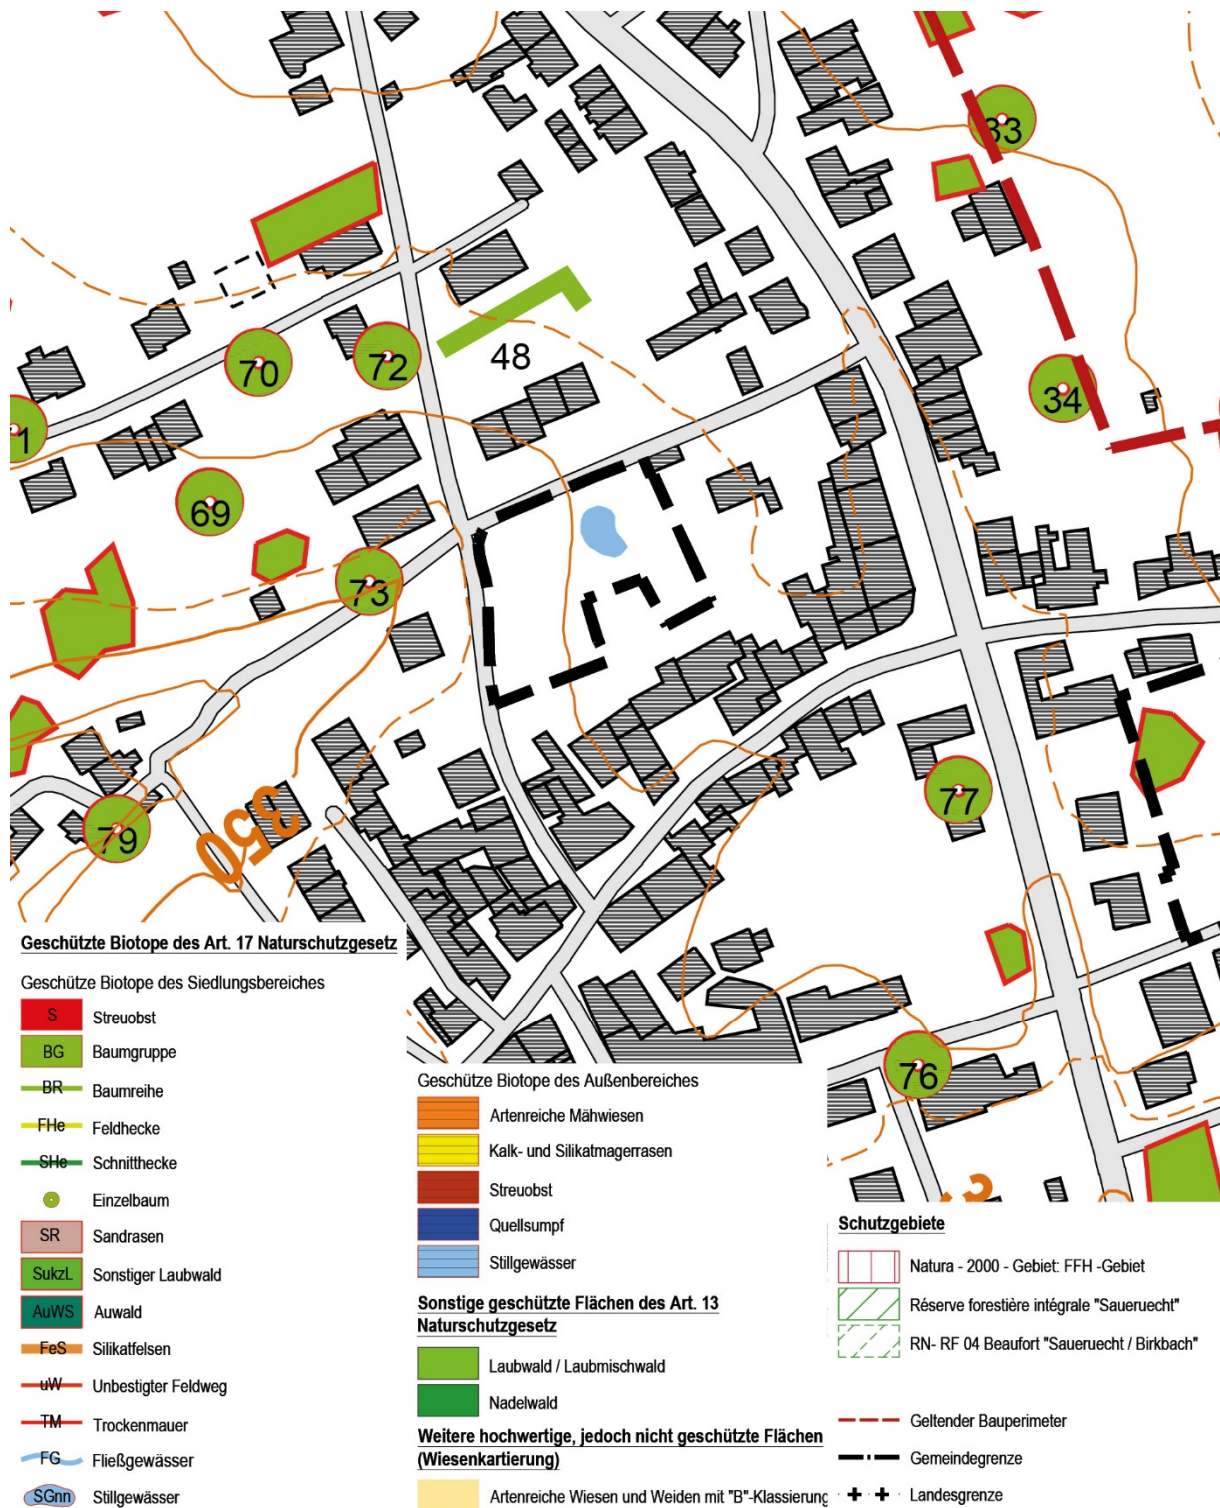 33
70
72
48
34
1
69
73
350
79
77
76
Geschützte Biotope des Art. 17 Naturschutzgesetz
Geschütze Biotope des Siedlungsbereiches
S Streuobst
BG Baumgruppe
BR Baumreihe
FHe Feldhecke
SHe Schnitthecke
Einzelbaum
SR Sandrasen
SukzL Sonstiger Laubwald
AuWS Auwald
FeS Silikatfelsen
uW Unbestigter Feldweg
TM Trockenmauer
FG Fließgewässer
SGnn Stillgewässer
Geschütze Biotope des Außenbereiches
Artenreiche Mähwiesen
Kalk- und Silikatmagerrasen
Streuobst
Quellsumpf
Stillgewässer
Sonstige geschützte Flächen des Art. 13
Naturschutzgesetz
Laubwald / Laubmischwald
Nadelwald
Weitere hochwertige, jedoch nicht geschützte Flächen
(Wiesenkartierung)
Artenreiche Wiesen und Weiden mit "B"-Klassierung
Schutzgebiete
Natura - 2000 - Gebiet: FFH -Gebiet
Réserve forestière intégrale "Saueruecht"
RN- RF 04 Beaufort "Saueruecht / Birkbach"
Geltender Bauperimeter
Gemeindegrenze
Landesgrenze